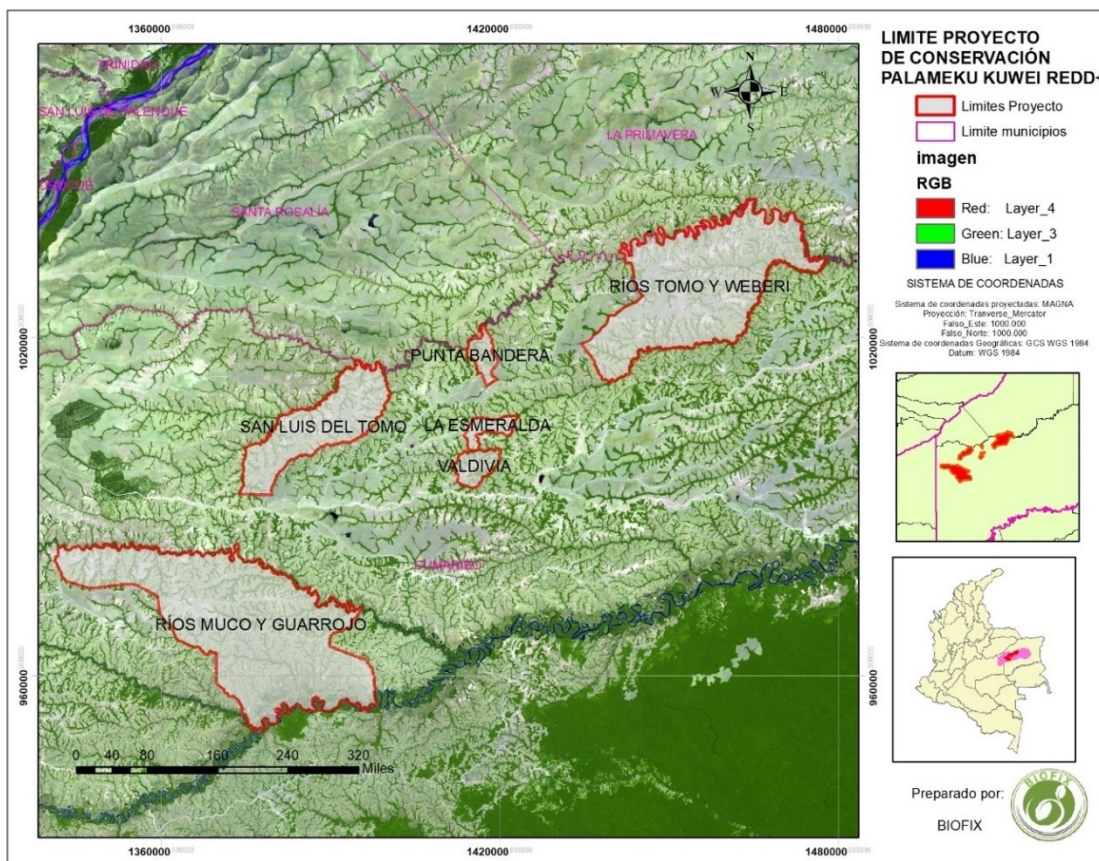 1360000
1420000
1480000
TRINIDAD
SAN LUIS DE PALENQUE
SANTA ROSALÍA
LA PRIMAVERA
N
W
E
S
RÍOS TOMO Y WEBERI
PUNTA BANDERA
SAN LUIS DEL TOMO
LA ESMERALDA
VALDIVIA
CUMARIBO
RÍOS MUCO Y GUARROJO
1020000
1020000
960000
960000
0 40 80 160 240 320
Miles
1360000
1420000
1480000
LIMITE PROYECTO
DE CONSERVACIÓN
PALAMEKU KUWEI REDD+
Limites Proyecto
Limite municipios
imagen
RGB
Red: Layer_4
Green: Layer_3
Blue: Layer_1
SISTEMA DE COORDENADAS
Sistema de coordenadas proyectadas: MAGNA
Proyección: Tranverse_Mercator
Falso_Este: 1000.000
Falso_Norte: 1000.000
Sistema de coordenadas Geográficas: GCS WGS 1984
Datum: WGS 1984
Preparado por:
BIOFIX
BIOFIX